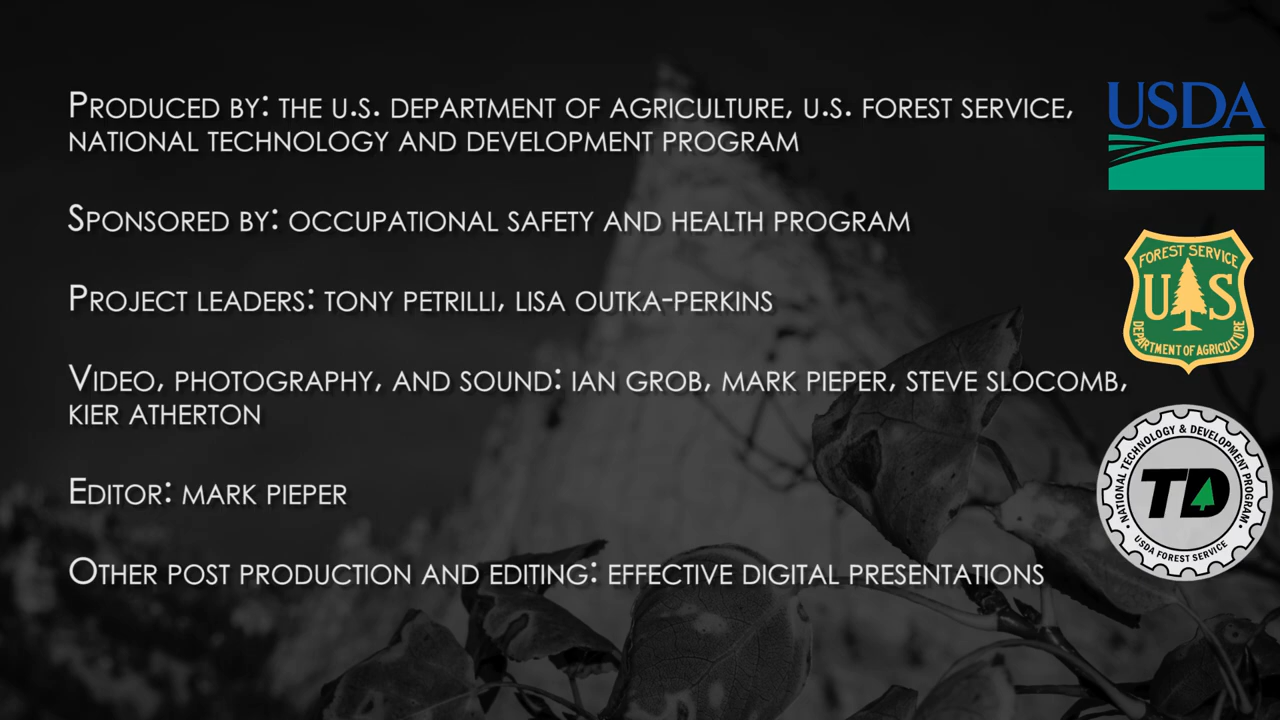 PRODUCED BY: THE U.S. DEPARTMENT OF AGRICULTURE, U.S. FOREST SERVICE,
NATIONAL TECHNOLOGY AND DEVELOPMENT PROGRAM
SPONSORED BY: OCCUPATIONAL SAFETY AND HEALTH PROGRAM
PROJECT LEADERS: TONY PETRILLI, LISA OUTKA-PERKINS
VIDEO, PHOTOGRAPHY, AND SOUND: IAN GROB, MARK PIEPER, STEVE SLOCOMB,
KIER ATHERTON
EDITOR: MARK PIEPER
OTHER POST PRODUCTION AND EDITING: EFFECTIVE DIGITAL PRESENTATIONS
USDA
FOREST SERVICE
U S
DEPARTMENT OF AGRICULTURE
NATIONAL TECHNOLOGY & DEVELOPMENT PROGRAM
TD
USDA FOREST SERVICE